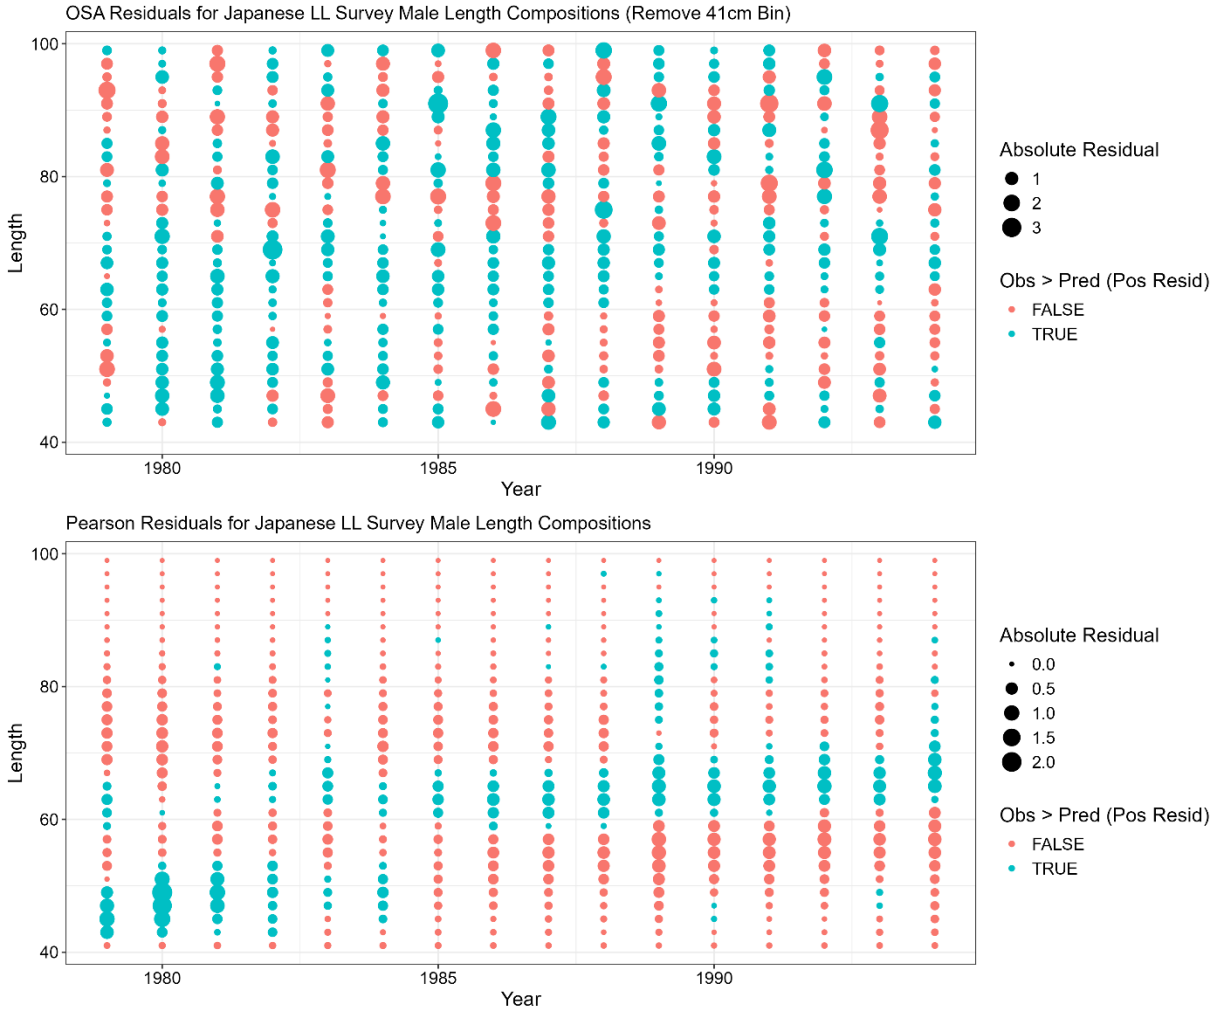 OSA Residuals for Japanese LL Survey Male Length Compositions (Remove 41cm Bin)
100
80
60
40
Length
1980
1985
1990
Year
Absolute Residual
1
2
3
Obs > Pred (Pos Resid)
FALSE
TRUE
Pearson Residuals for Japanese LL Survey Male Length Compositions
100
80
60
40
Length
1980
1985
1990
Year
Absolute Residual
0.0
0.5
1.0
1.5
2.0
Obs > Pred (Pos Resid)
FALSE
TRUE